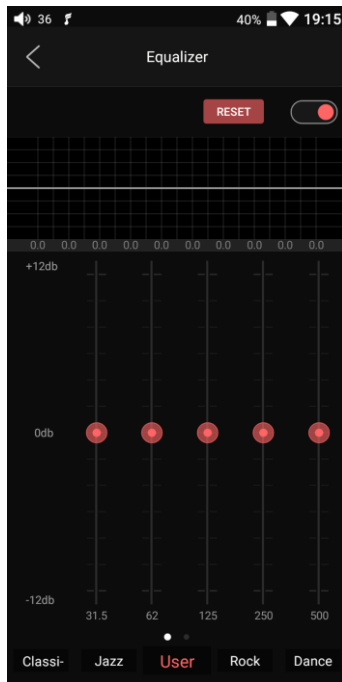 36 40% 19:15
Equalizer
RESET
0.0 0.0 0.0 0.0 0.0 0.0 0.0 0.0 0.0 0.0
+12db
0db
-12db
31.5 62 125 250 500
Classi- Jazz User Rock Dance